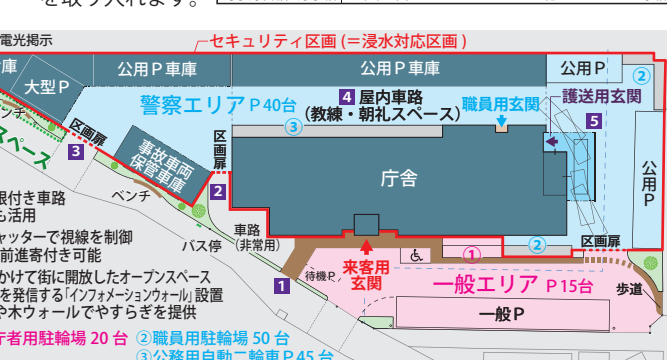 を取り入れます。
電光掲示
セキュリティ区画(=浸水対応区画)
庫
大型P
公用P車庫
公用P車庫
公用P
②
警察エリア P40台
4 屋内車路
(教練・朝礼スペース)
職員用玄関
護送用玄関
5
③
ベンチ
スペース
区画扉
3
事故車両
保管車庫
区画扉
2
庁舎
公用P
限付き車路
も活用
ベンチ
ャッターで視線を制御
前進寄付き可能
バス停
車路
(非常用)
かけて街に開放したオープンスペース
を発信する「インフォメーションウォール」設置
や木ウォールでやすらぎを提供
1
待機P
来客用
玄関
①
②
区画扉
一般エリア P15台
歩道
一般P
庁者用駐輪場20台 ②職員用駐輪場50台
③公務用自動二輪車P45台